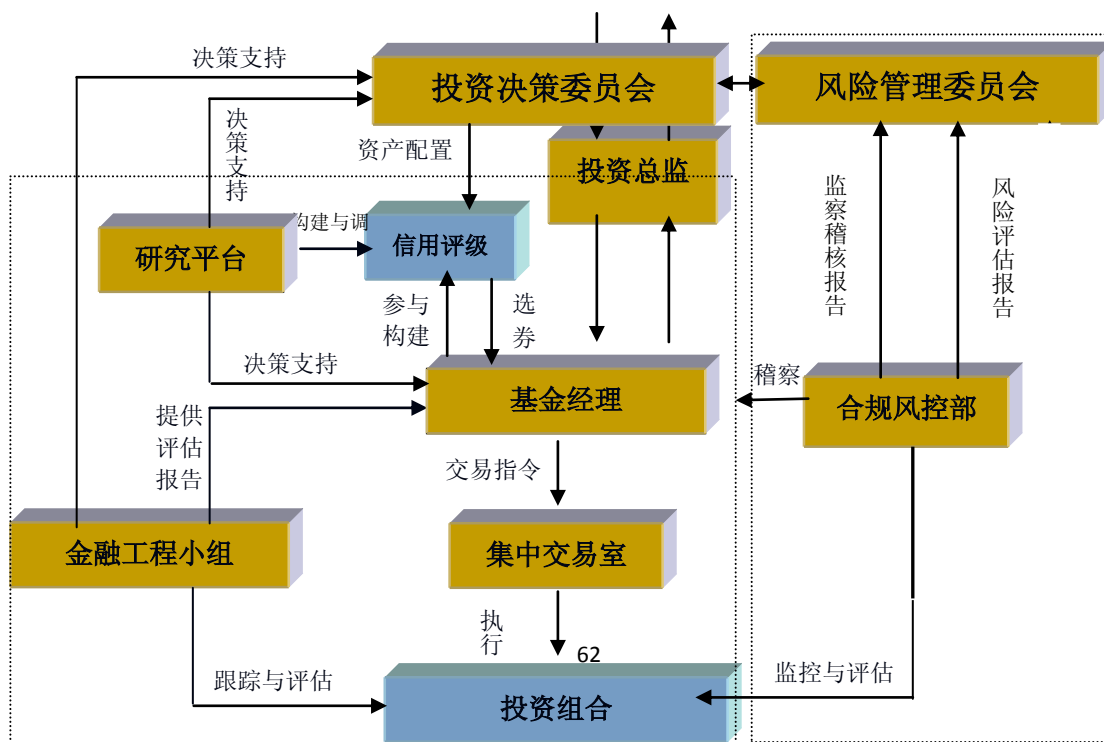 决策支持
投资决策委员会
风险管理委员会
决策支持
资产配置
投资总监
监察稽核报告
风险评估报告
研究平台
构建与调
信用评级
参与
构建
选券
决策支持
基金经理
稽察
合规风控部
提供
评估
报告
交易指令
金融工程小组
集中交易室
执行
62
跟踪与评估
投资组合
监控与评估